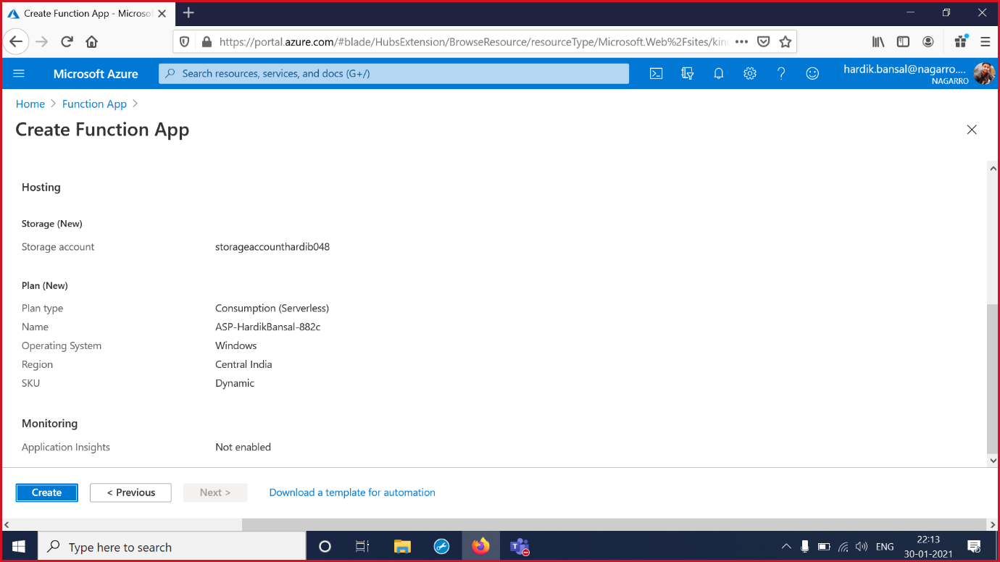 Create Function App - Microsof
https://portal.azure.com/#blade/HubsExtension/BrowseResource/resourceType/Microsoft.Web%2Fsites/kin
Microsoft Azure
Search resources, services, and docs (G+/)
hardik.bansal@nagarro....
NAGARRO
Home > Function App >
Create Function App
Hosting
Storage (New)
Storage account storageaccounthardib048
Plan (New)
Plan type Consumption (Serverless)
Name ASP-HardikBansal-882c
Operating System Windows
Region Central India
SKU Dynamic
Monitoring
Application Insights Not enabled
Create < Previous Next > Download a template for automation
Type here to search
ENG
22:13
30-01-2021